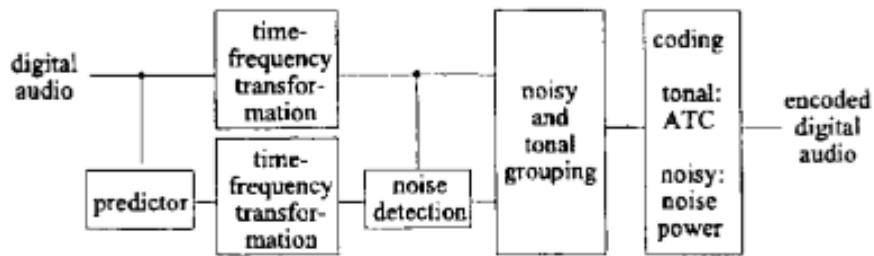 digital
audio
time-
frequency
transfor-
mation
predictor
time-
frequency
transfor-
mation
noise
detection
noisy
and
tonal
grouping
coding
tonal:
ATC
noisy:
noise
power
encoded
digital
audio